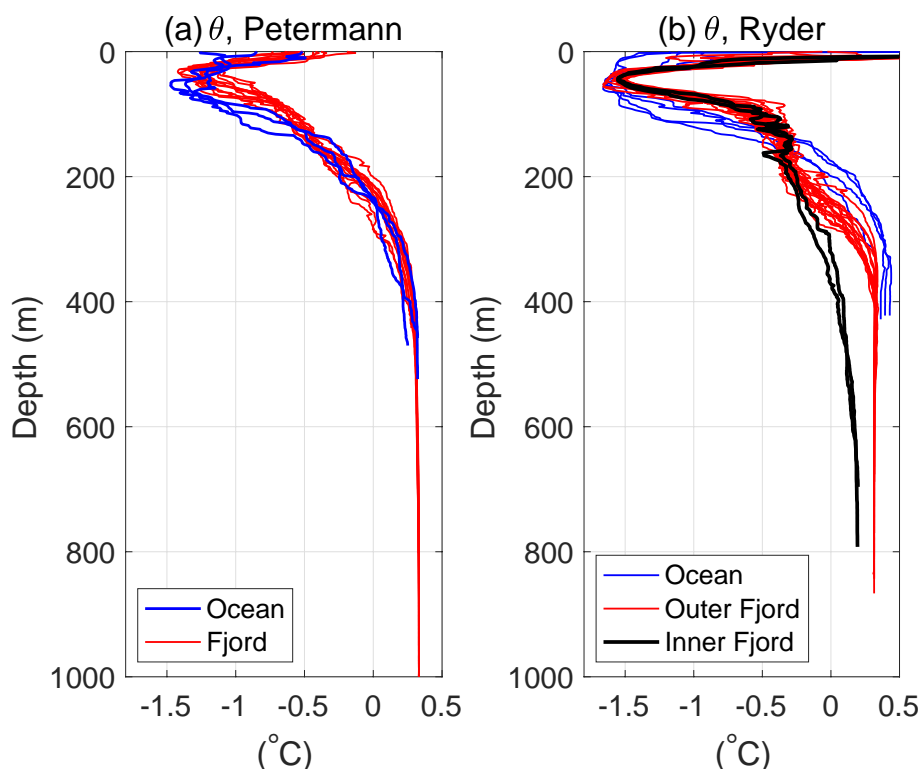 (a) θ, Petermann
0
200
400
600
800
1000
Depth (m)
-1.5 -1 -0.5 0 0.5
(°C)
Ocean
Fjord
(b) θ, Ryder
0
200
400
600
800
1000
Depth (m)
-1.5 -1 -0.5 0 0.5
(°C)
Ocean
Outer Fjord
Inner Fjord